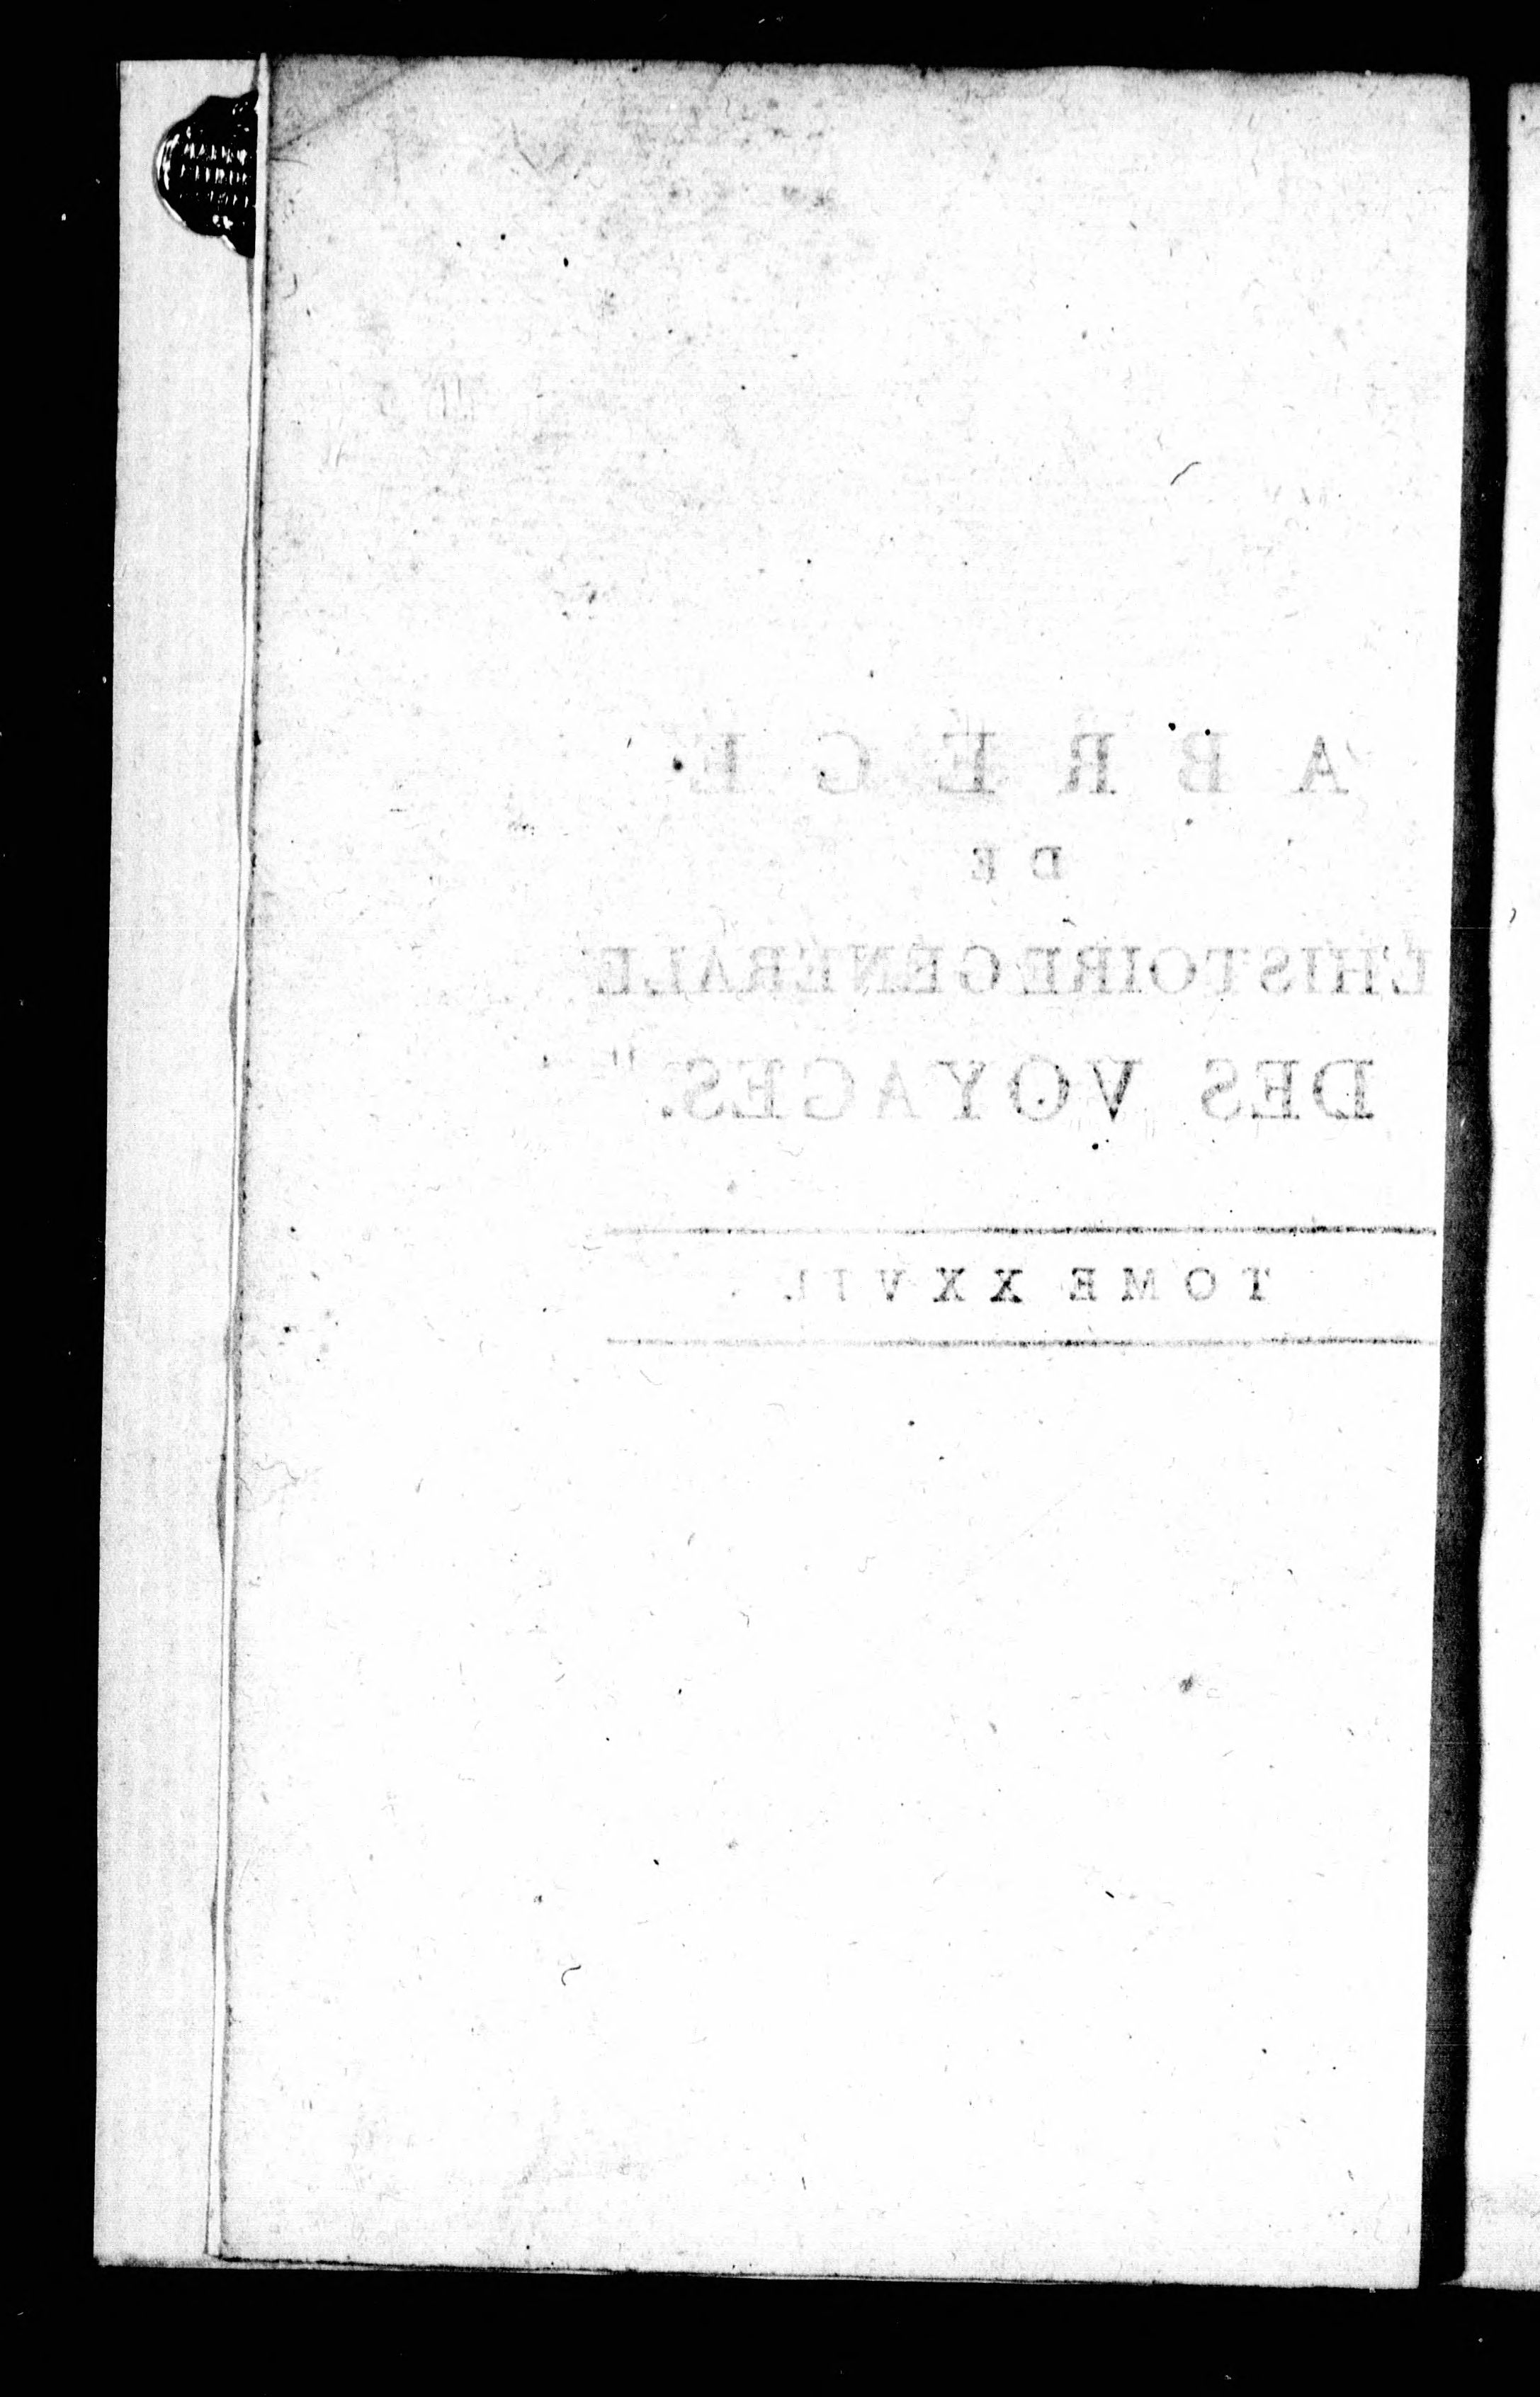 ABREGE
DE
L'HISTOIRE GENERALE
DES VOYAGES.
TOME XXVII.